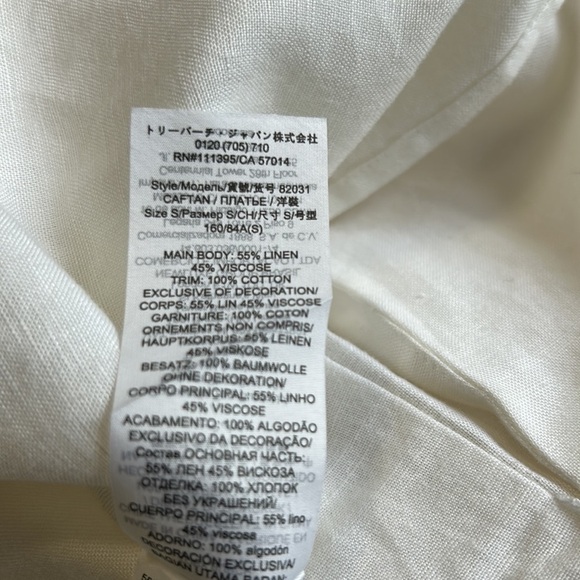 トリーバーチ・ジャパン株式会社
0120 (705) 710
RN#111395/CA 57014
Style/Модель/貨號/货号 82031
CAFTAN / ПЛАТЬЕ / 洋裝
Size S/Размер S/CH/尺寸 S/号型
160/84A(S)
MAIN BODY: 55% LINEN
45% VISCOSE
TRIM: 100% COTTON
EXCLUSIVE OF DECORATION/
CORPS: 55% LIN 45% VISCOSE
GARNITURE: 100% COTON
ORNEMENTS NON COMPRIS/
HAUPTKORPUS: 55% LEINEN
45% VISKOSE
BESATZ: 100% BAUMWOLLE
OHNE DEKORATION/
CORPO PRINCIPAL: 55% LINHO
45% VISCOSE
ACABAMENTO: 100% ALGODÃO
EXCLUSIVO DA DECORAÇÃO/
Состав ОСНОВНАЯ ЧАСТЬ:
55% ЛЕН 45% ВИСКОЗА
ОТДЕЛКА: 100% ХЛОПОК
БЕЗ УКРАШЕНИЙ/
CUERPO PRINCIPAL: 55% lino
45% viscosa
ADORNO: 100% algodón
DECORACIÓN EXCLUSIVA/
BAGIAN UTAMA BADAN: